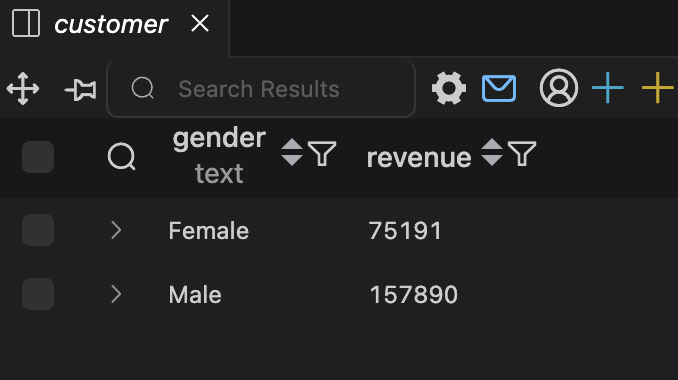 customer
Search Results
gender revenue
text
Female 75191
Male 157890